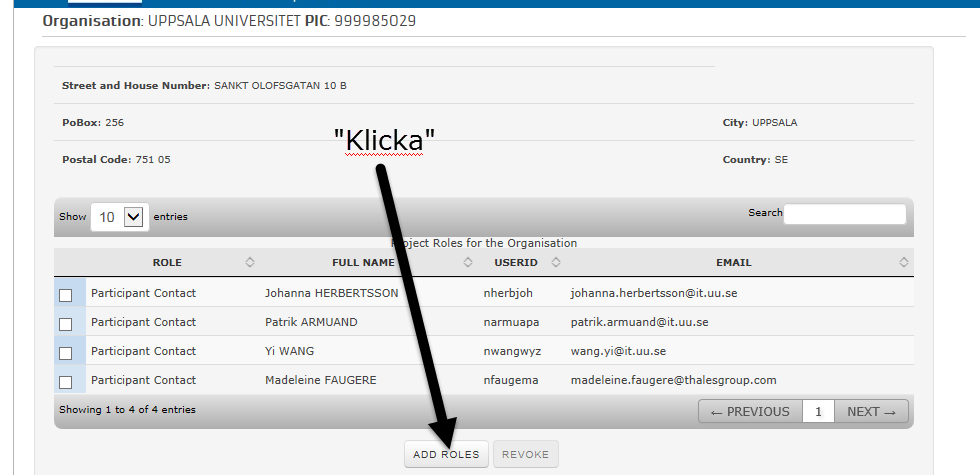 Organisation: UPPSALA UNIVERSITET PIC: 999985029
Street and House Number: SANKT OLOFSGATAN 10 B
PoBox: 256 City: UPPSALA
"Klicka"
Postal Code: 751 05 Country: SE
Show 10 entries Search
Project Roles for the Organisation
ROLE FULL NAME USERID EMAIL
Participant Contact Johanna HERBERTSSON nherbjoh johanna.herbertsson@it.uu.se
Participant Contact Patrik ARMUAND narmuapa patrik.armuand@it.uu.se
Participant Contact Yi WANG nwangwyz wang.yi@it.uu.se
Participant Contact Madeleine FAUGERE nfaugema madeleine.faugere@thalesgroup.com
Showing 1 to 4 of 4 entries ← PREVIOUS 1 NEXT →
ADD ROLES REVOKE